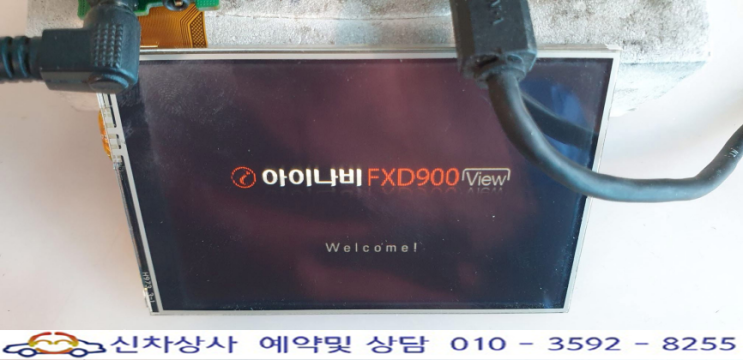 아이나비 FXD900 View
Welcome!
신차상사 예약및 상담 010 - 3592 - 8255